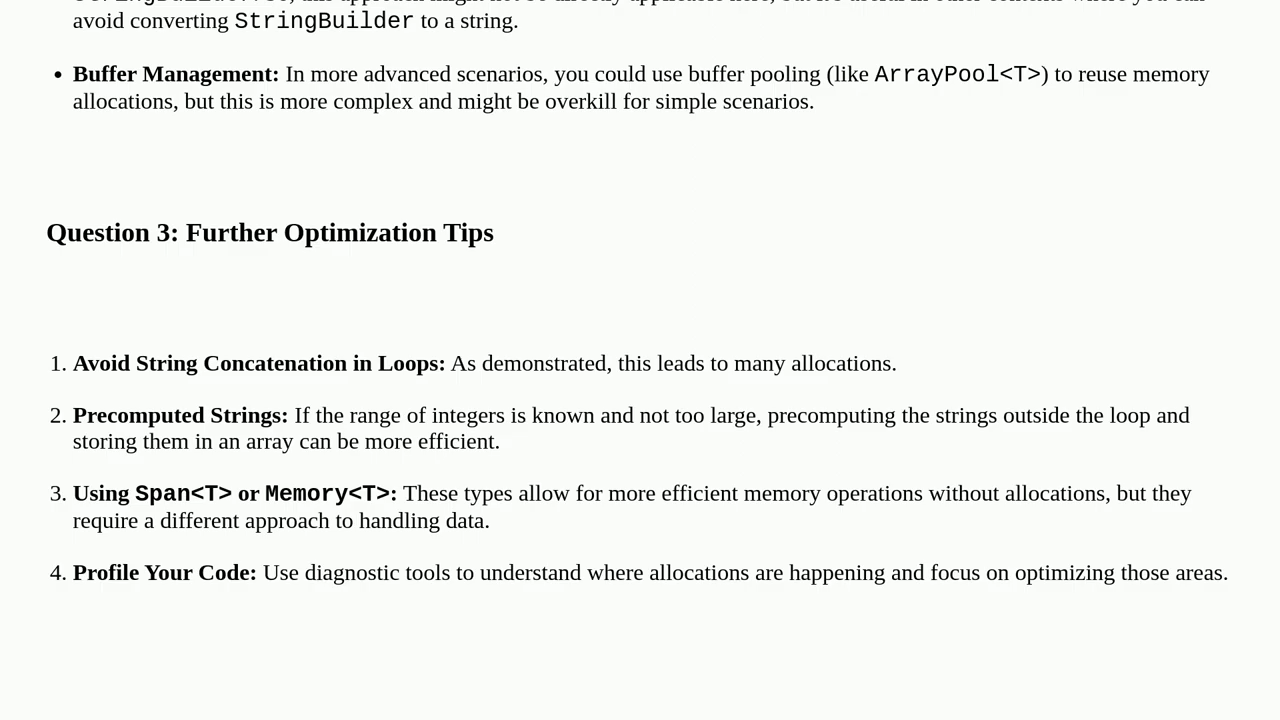 avoid converting StringBuilder to a string.
• Buffer Management: In more advanced scenarios, you could use buffer pooling (like ArrayPool<T>) to reuse memory
allocations, but this is more complex and might be overkill for simple scenarios.
Question 3: Further Optimization Tips
1. Avoid String Concatenation in Loops: As demonstrated, this leads to many allocations.
2. Precomputed Strings: If the range of integers is known and not too large, precomputing the strings outside the loop and
storing them in an array can be more efficient.
3. Using Span<T> or Memory<T>: These types allow for more efficient memory operations without allocations, but they
require a different approach to handling data.
4. Profile Your Code: Use diagnostic tools to understand where allocations are happening and focus on optimizing those areas.